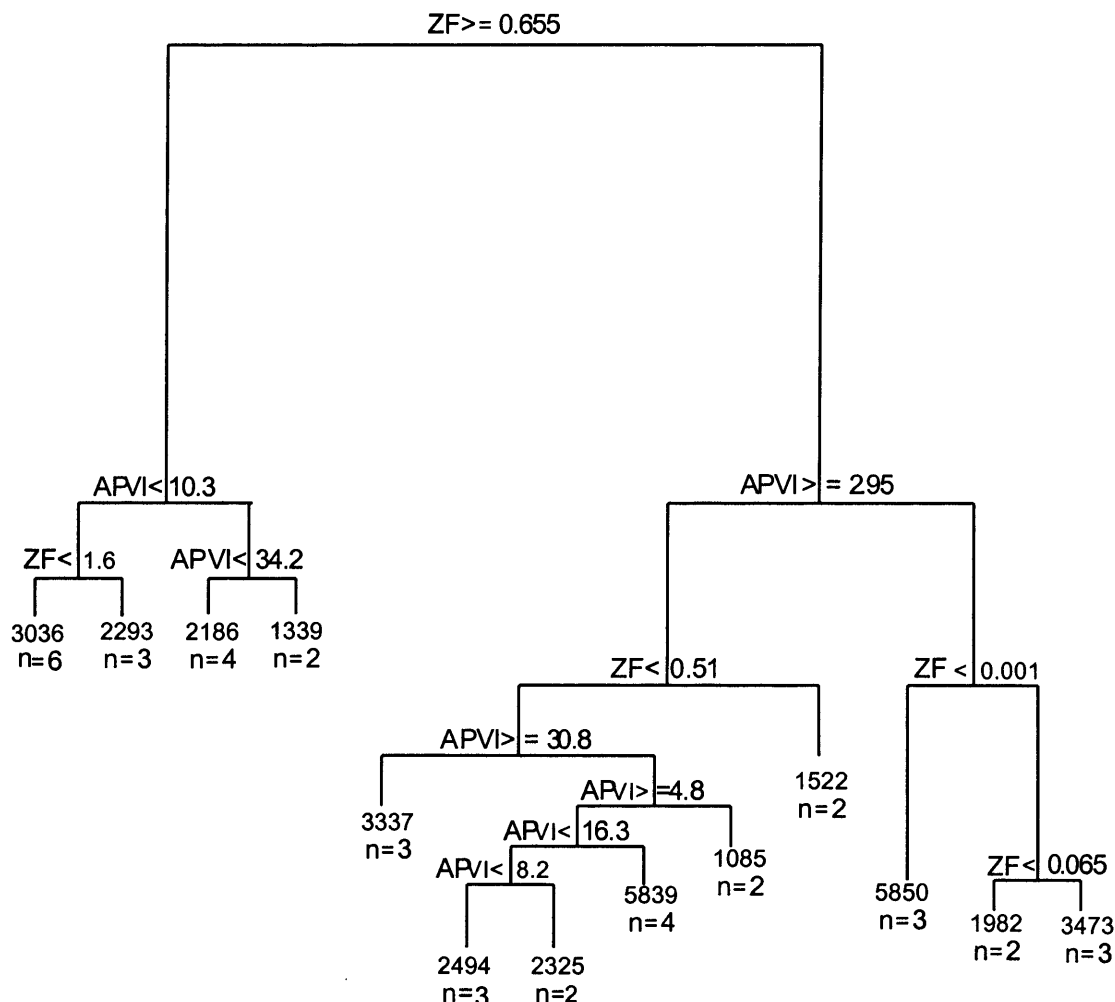 ZF>= 0.655
APVI< 10.3
APVI>= 2.95
ZF< 1.6
APVI< 34.2
3036
n=6
2293
n=3
2186
n=4
1339
n=2
ZF< 0.51
ZF < 0.001
APVI>= 30.8
1522
n=2
APVI>=4.8
3337
n=3
APVI< 16.3
1085
n=2
APVI< 8.2
5839
n=4
5850
n=3
ZF< 0.065
1982
n=2
3473
n=3
2494
n=3
2325
n=2